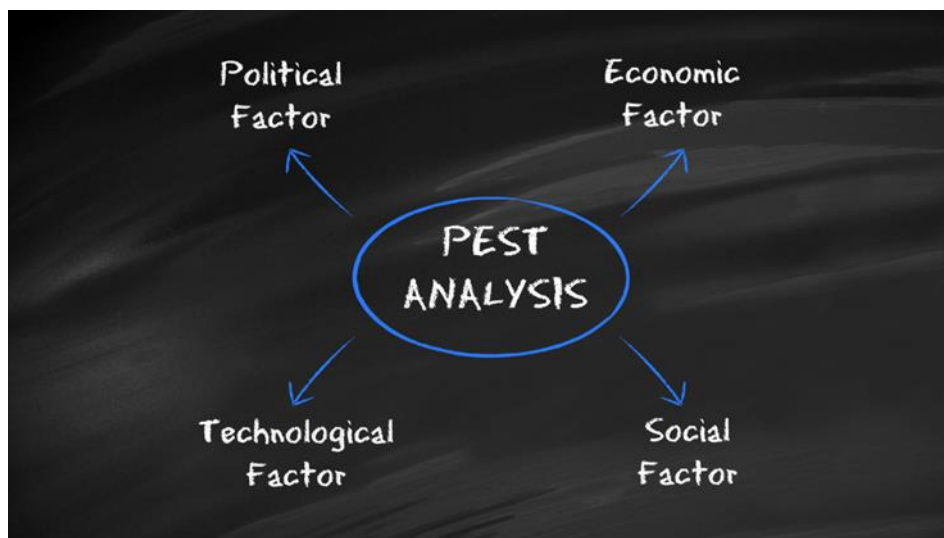 Political
Factor
Economic
Factor
PEST
ANALYSIS
Technological
Factor
Social
Factor